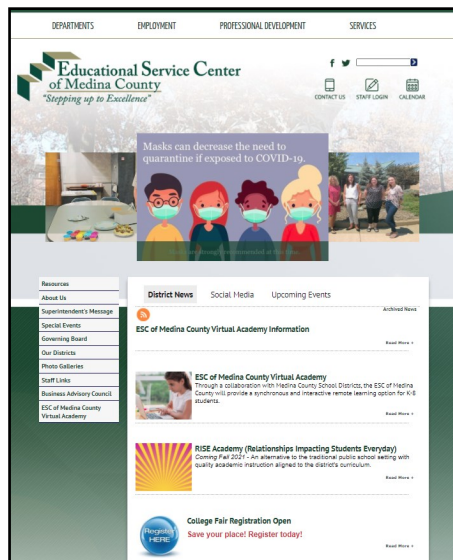 DEPARTMENTS EMPLOYMENT PROFESSIONAL DEVELOPMENT SERVICES
Educational Service Center
of Medina County
"Stepping up to Excellence"
CONTACT US STAFF LOGIN CALENDAR
Masks can decrease the need to
quarantine if exposed to COVID-19.
Resources
About Us
Superintendent's Message
Special Events
Governing Board
Our Districts
Photo Galleries
Staff Links
Business Advisory Council
ESC of Medina County
Virtual Academy
District News Social Media Upcoming Events
Archived News
ESC of Medina County Virtual Academy Information
Read More +
ESC of Medina County Virtual Academy
Through a collaboration with Medina County School Districts, the ESC of Medina
County will provide a synchronous and interactive remote learning option for K-8
students.
Read More +
RISE Academy (Relationships Impacting Students Everyday)
Coming Fall 2021 - An alternative to the traditional public school setting with
quality academic instruction aligned to the district's curriculum.
Read More +
Register
HERE
College Fair Registration Open
Save your place! Register today!
Read More +